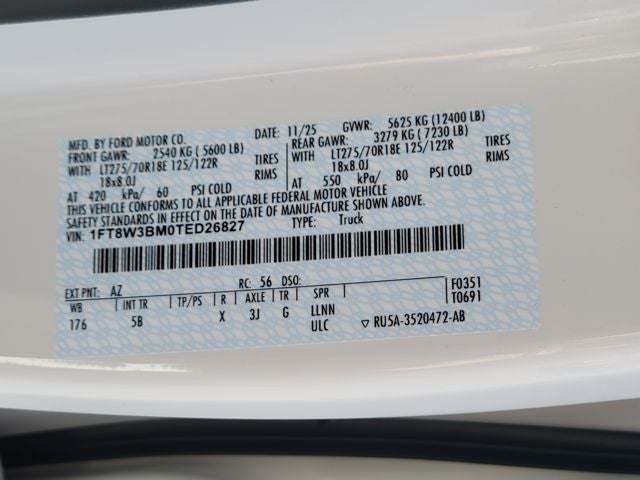 MFD. BY FORD MOTOR CO.
DATE: 11/25 GVWR: 5625 KG (12400 LB)
FRONT GAWR: 2540 KG (5600 LB)
REAR GAWR: 3279 KG (7230 LB)
WITH LT275/70R18E 125/122R TIRES
WITH LT275/70R18E 125/122R TIRES
18x8.0J RIMS
18x8.0J RIMS
AT 420 kPa/ 60 PSI COLD
AT 550 kPa/ 80 PSI COLD
THIS VEHICLE CONFORMS TO ALL APPLICABLE FEDERAL MOTOR VEHICLE
SAFETY STANDARDS IN EFFECT ON THE DATE OF MANUFACTURE SHOWN ABOVE.
VIN: 1FT8W3BM0TED26827 TYPE: Truck
EXT PNT: AZ RC: 56 DSO: F0351
WB INT TR TP/PS R AXLE TR SPR T0691
176 5B X 3J G LLNN
ULC ▽ RU5A-3520472-AB